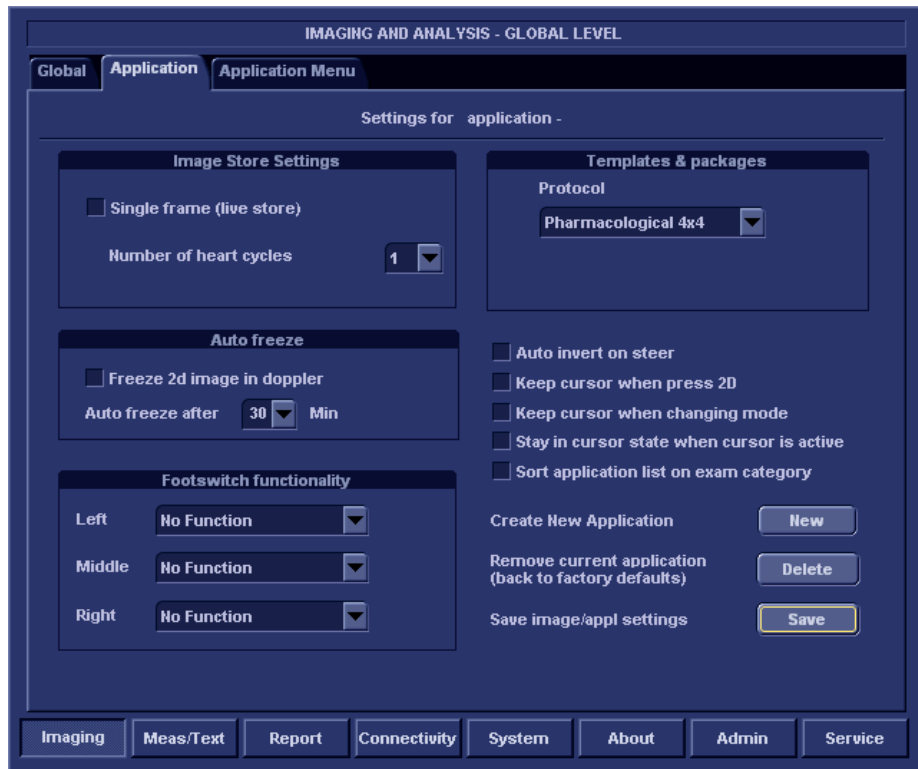 IMAGING AND ANALYSIS - GLOBAL LEVEL
Global Application Application Menu
Settings for application -
Image Store Settings
Single frame (live store)
Number of heart cycles 1
Templates & packages
Protocol
Pharmacological 4x4
Auto freeze
Freeze 2d image in doppler
Auto freeze after 30 Min
Auto invert on steer
Keep cursor when press 2D
Keep cursor when changing mode
Stay in cursor state when cursor is active
Sort application list on exam category
Footswitch functionality
Left No Function
Middle No Function
Right No Function
Create New Application New
Remove current application
(back to factory defaults) Delete
Save image/appl settings Save
Imaging Meas/Text Report Connectivity System About Admin Service